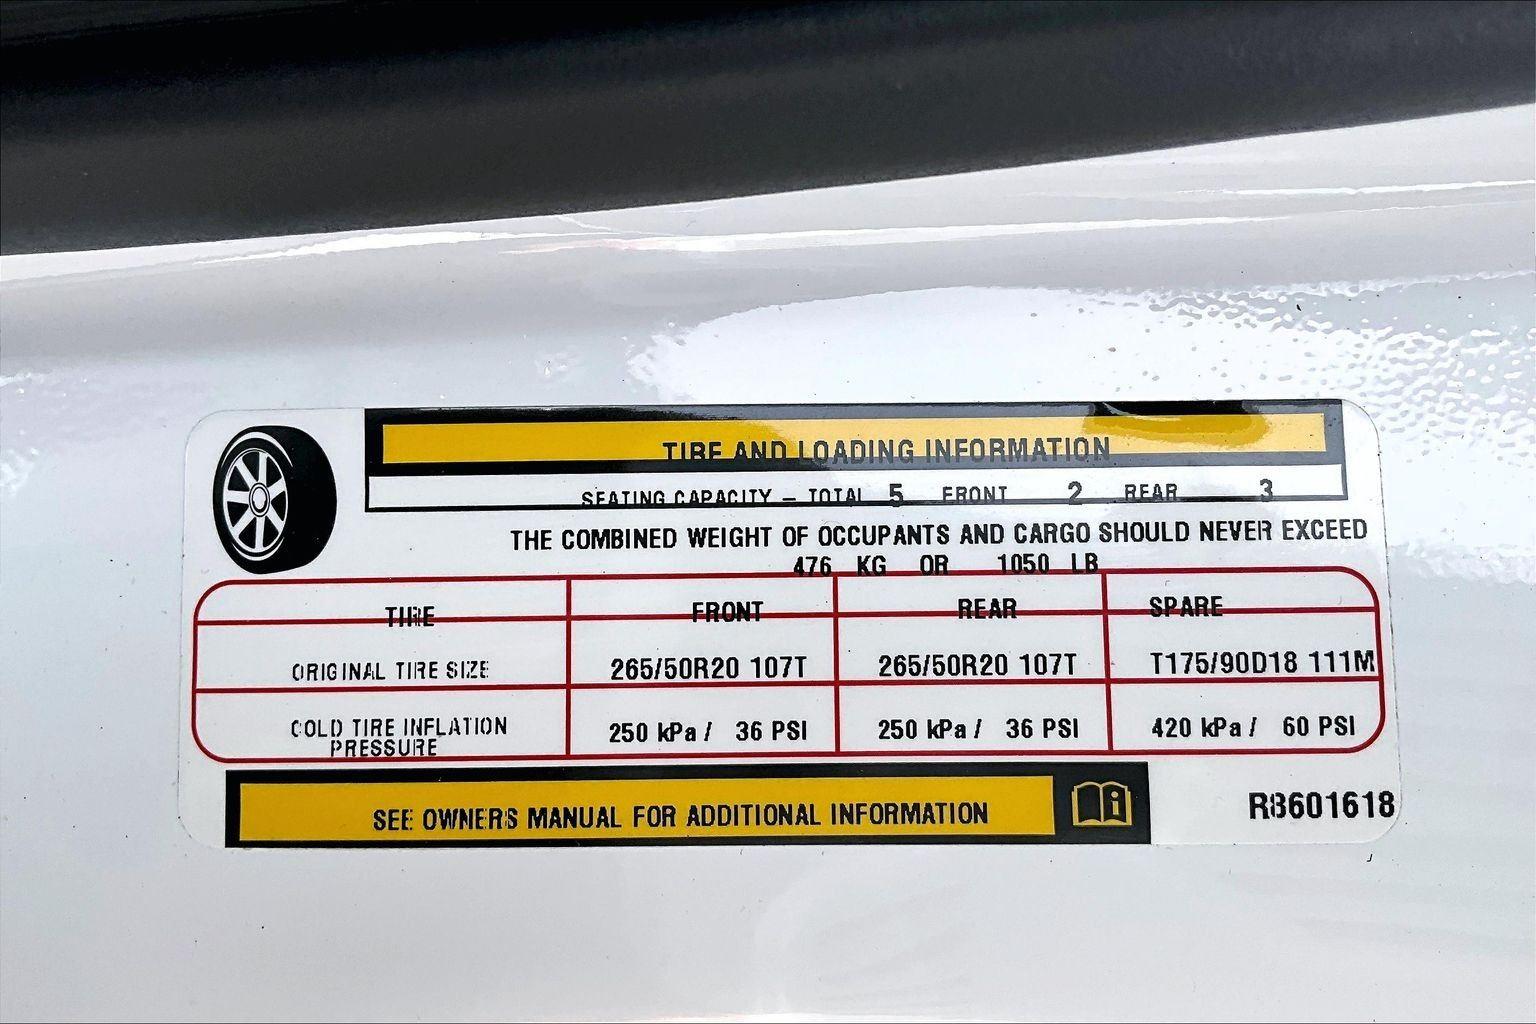 TIRE AND LOADING INFORMATION
SEATING CAPACITY – TOTAL 5 FRONT 2 REAR 3
THE COMBINED WEIGHT OF OCCUPANTS AND CARGO SHOULD NEVER EXCEED
476 KG OR 1050 LB
TIRE FRONT REAR SPARE
ORIGINAL TIRE SIZE 265/50R20 107T 265/50R20 107T T175/90D18 111M
COLD TIRE INFLATION
PRESSURE 250 kPa / 36 PSI 250 kPa / 36 PSI 420 kPa / 60 PSI
SEE OWNERS MANUAL FOR ADDITIONAL INFORMATION
R8601618